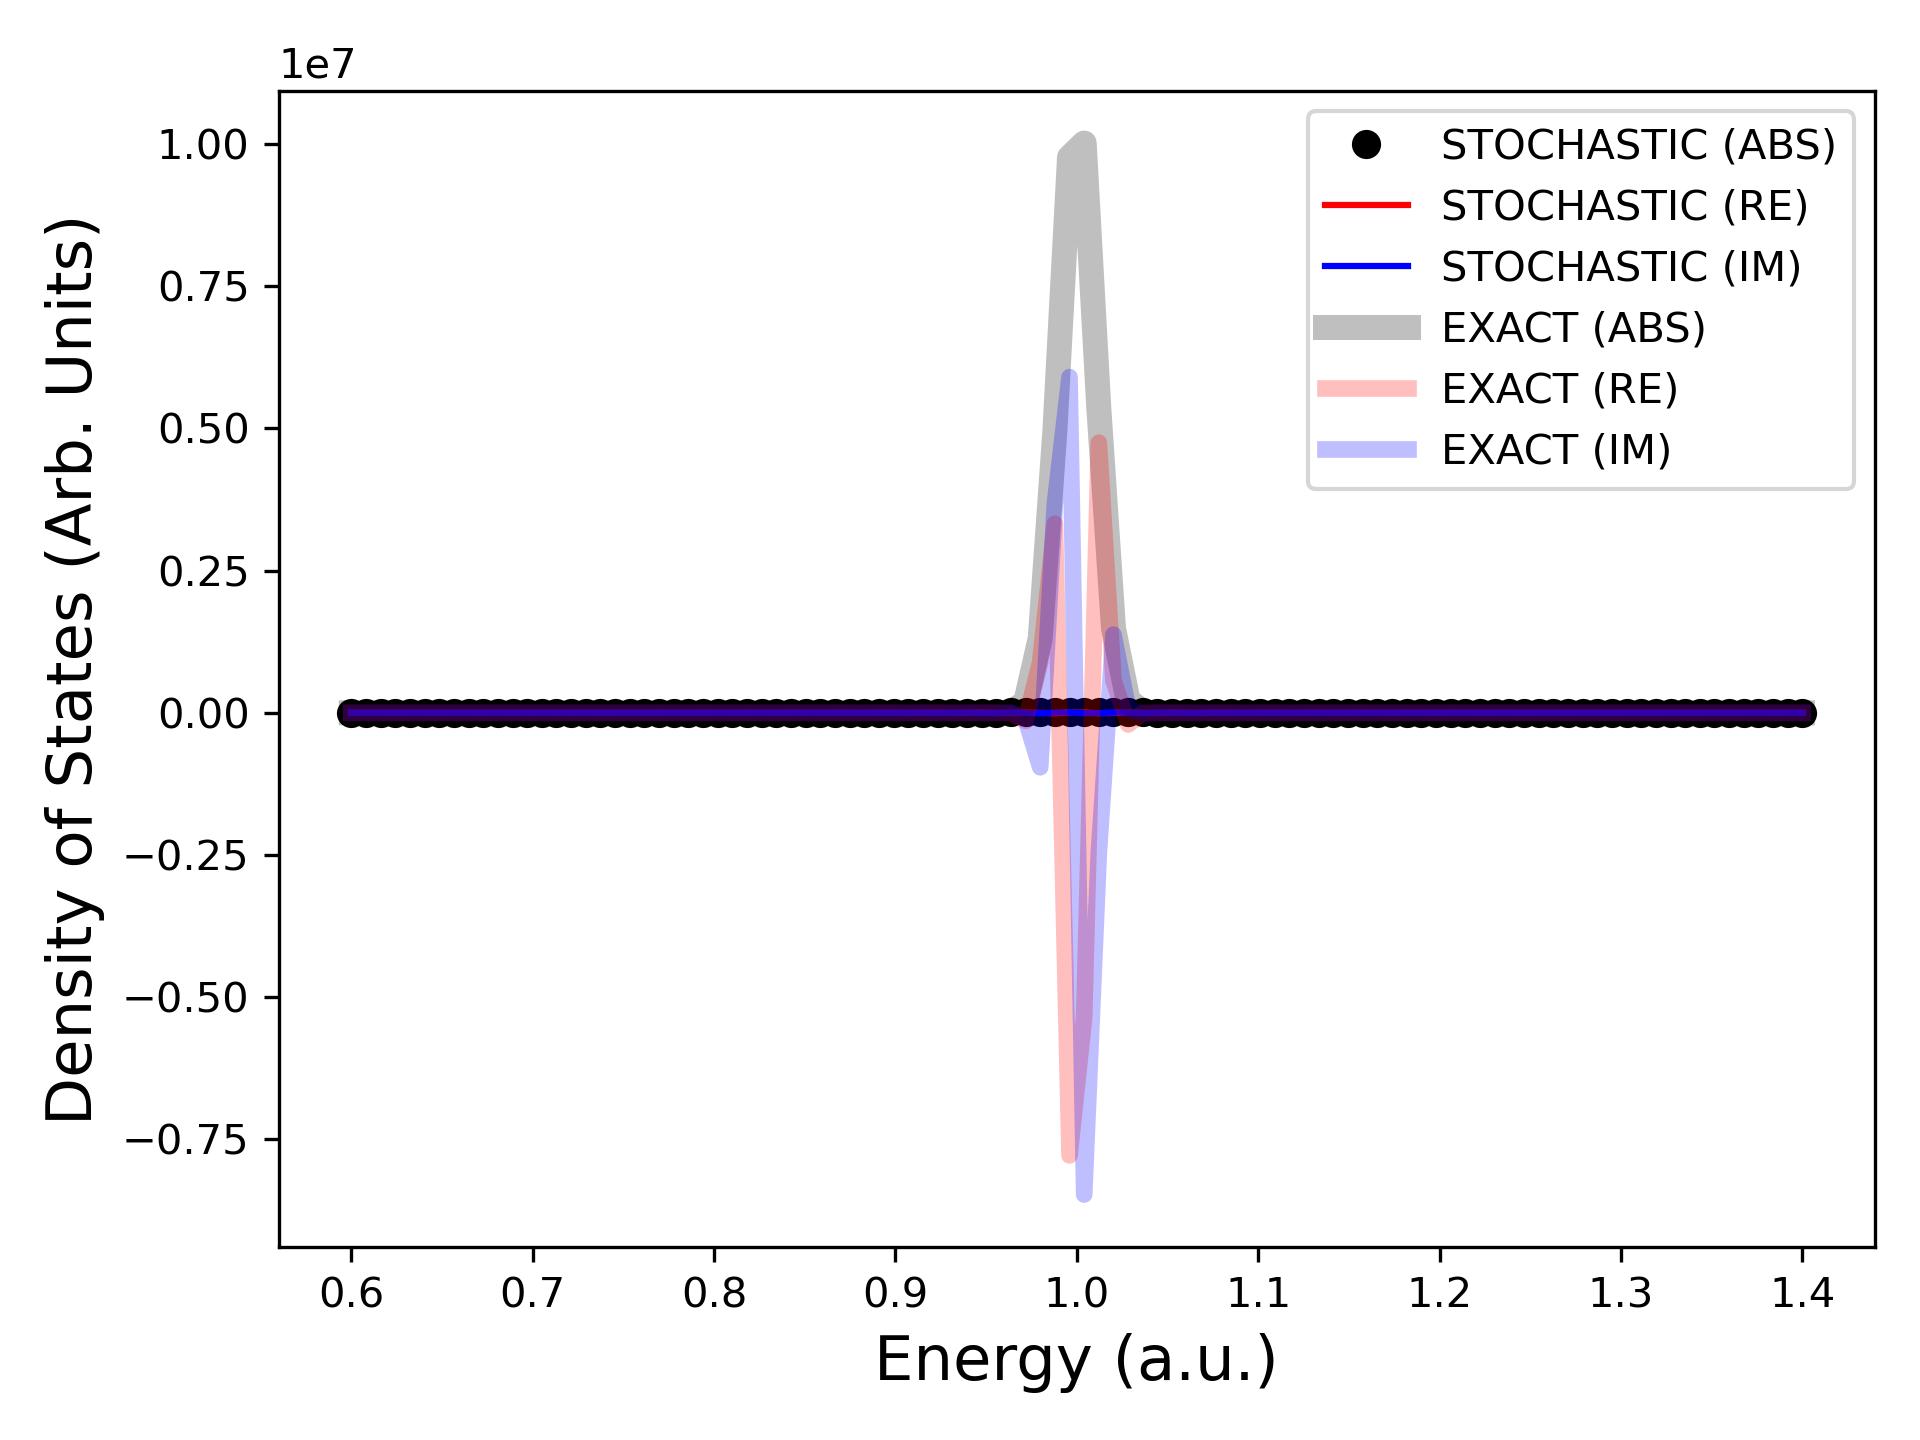 1e7
1.00
0.75
0.50
0.25
0.00
−0.25
−0.50
−0.75
Density of States (Arb. Units)
STOCHASTIC (ABS)
STOCHASTIC (RE)
STOCHASTIC (IM)
EXACT (ABS)
EXACT (RE)
EXACT (IM)
0.6 0.7 0.8 0.9 1.0 1.1 1.2 1.3 1.4
Energy (a.u.)